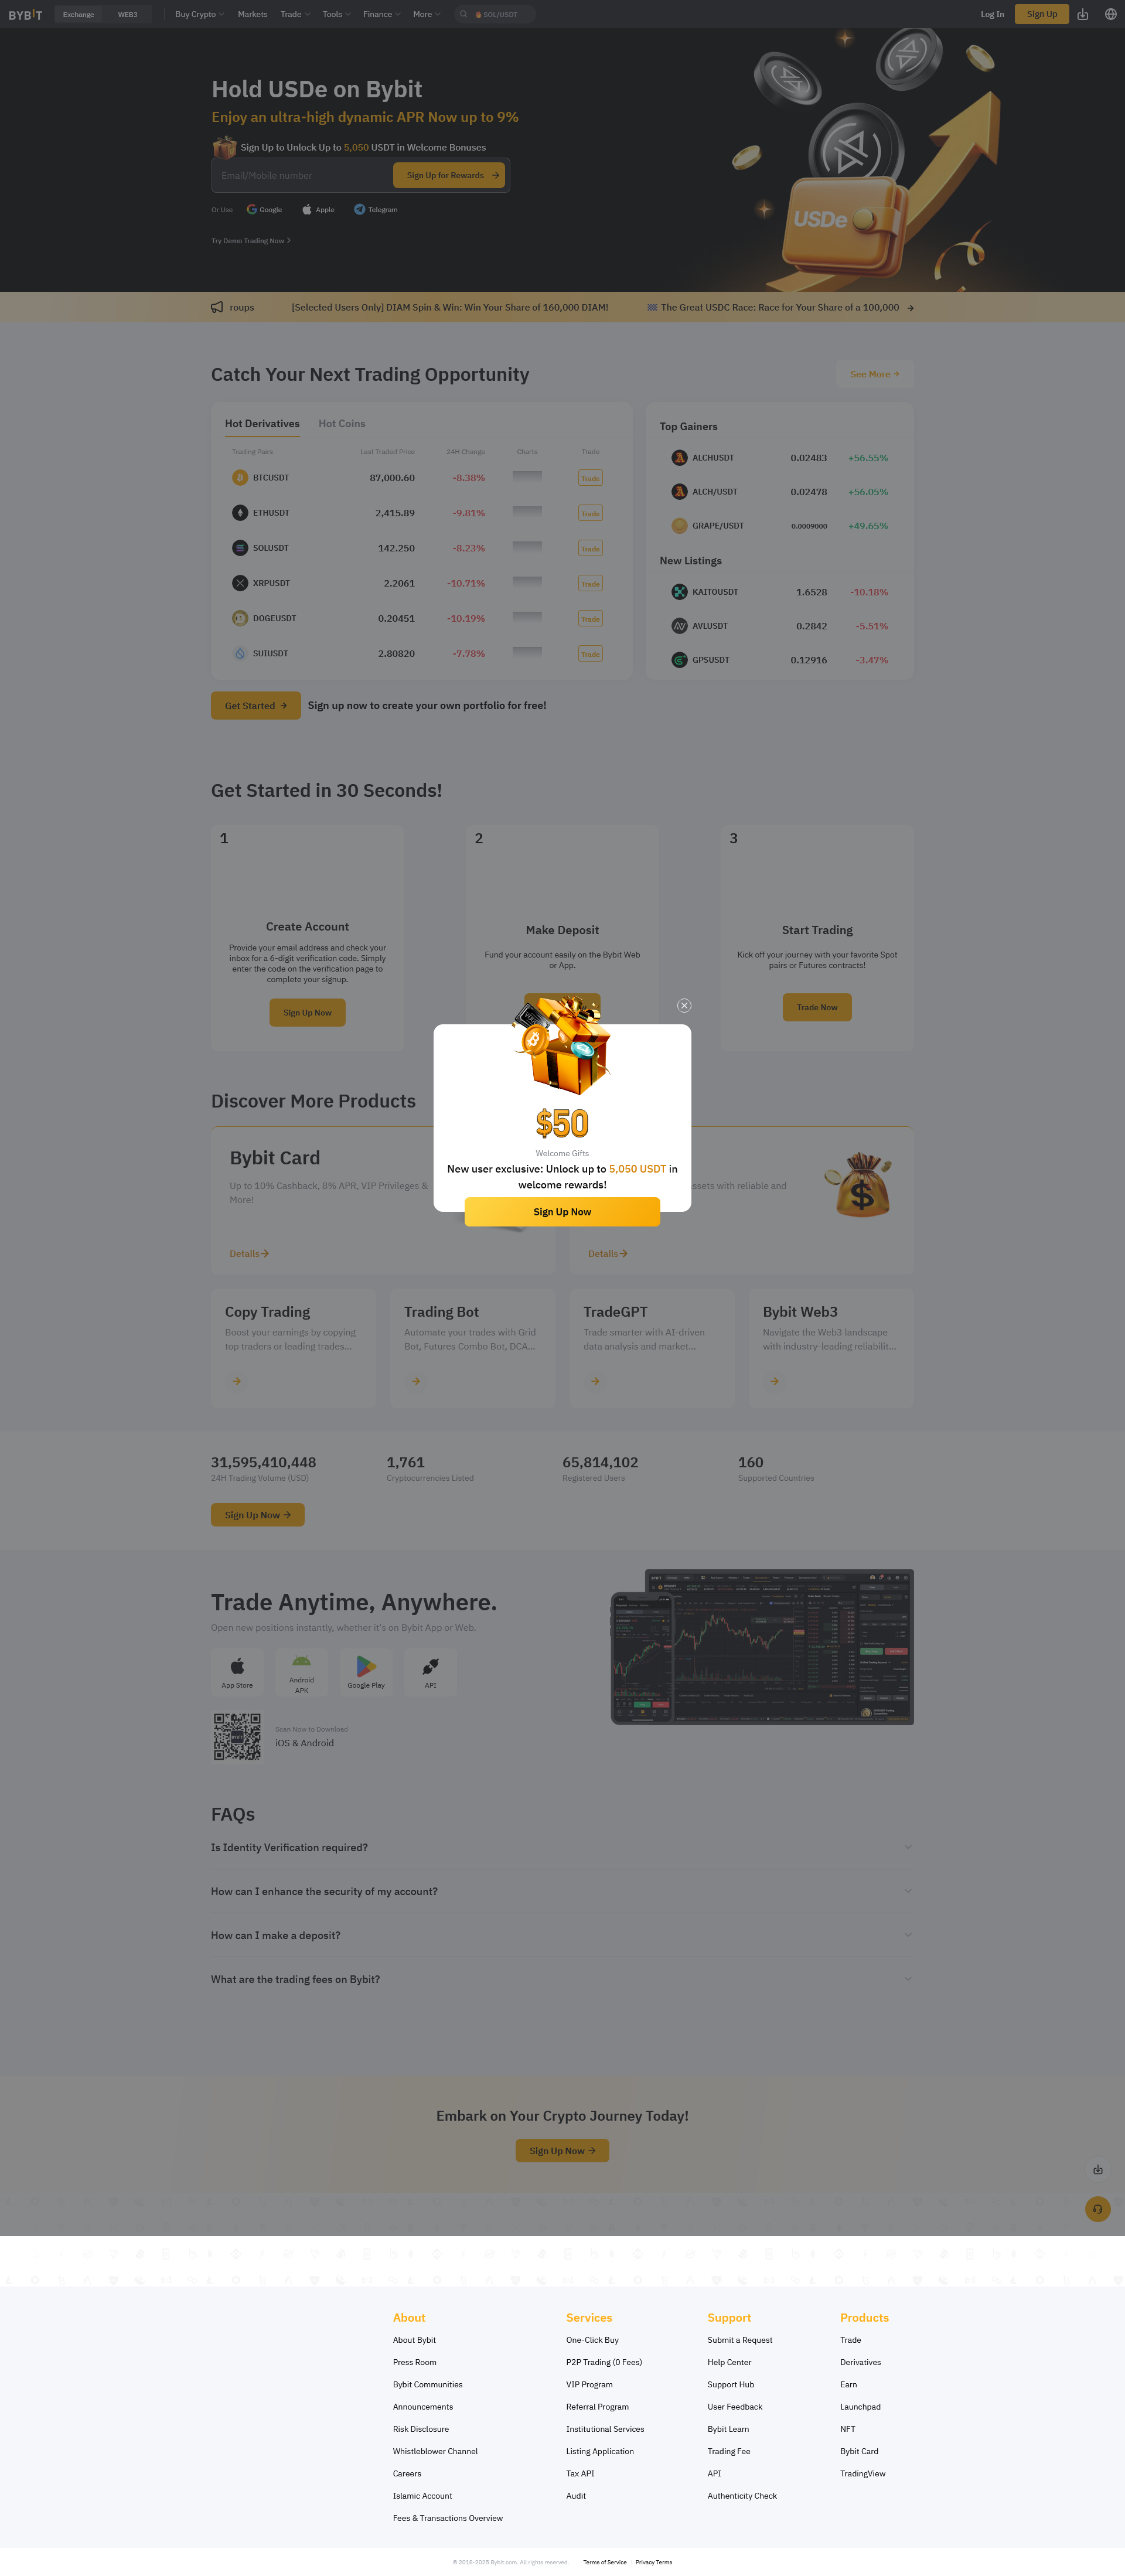 BYBIT
Exchange
WEB3
Buy Crypto
Markets
Trade
Tools
Finance
More
SOL/USDT
Log In
Sign Up
Hold USDe on Bybit
Enjoy an ultra-high dynamic APR Now up to 9%
Sign Up to Unlock Up to 5,050 USDT in Welcome Bonuses
Email/Mobile number
Sign Up for Rewards
Or Use
Google
Apple
Telegram
Try Demo Trading Now
USDe
roups
[Selected Users Only] DIAM Spin & Win: Win Your Share of 160,000 DIAM!
The Great USDC Race: Race for Your Share of a 100,000
Catch Your Next Trading Opportunity
See More
Hot Derivatives
Hot Coins
Trading Pairs Last Traded Price 24H Change Charts Trade
BTCUSDT 87,000.60 -8.38% Trade
ETHUSDT 2,415.89 -9.81% Trade
SOLUSDT 142.250 -8.23% Trade
XRPUSDT 2.2061 -10.71% Trade
DOGEUSDT 0.20451 -10.19% Trade
SUIUSDT 2.80820 -7.78% Trade
Top Gainers
ALCHUSDT 0.02483 +56.55%
ALCH/USDT 0.02478 +56.05%
GRAPE/USDT 0.0009000 +49.65%
New Listings
KAITOUSDT 1.6528 -10.18%
AVLUSDT 0.2842 -5.51%
GPSUSDT 0.12916 -3.47%
Get Started
Sign up now to create your own portfolio for free!
Get Started in 30 Seconds!
1
Create Account
Provide your email address and check your
inbox for a 6-digit verification code. Simply
enter the code on the verification page to
complete your signup.
Sign Up Now
2
Make Deposit
Fund your account easily on the Bybit Web
or App.
3
Start Trading
Kick off your journey with your favorite Spot
pairs or Futures contracts!
Trade Now
$50
Welcome Gifts
New user exclusive: Unlock up to 5,050 USDT in
welcome rewards!
Sign Up Now
Discover More Products
Bybit Card
Up to 10% Cashback, 8% APR, VIP Privileges &
More!
Details
assets with reliable and
Details
Copy Trading
Boost your earnings by copying
top traders or leading trades...
Trading Bot
Automate your trades with Grid
Bot, Futures Combo Bot, DCA...
TradeGPT
Trade smarter with AI-driven
data analysis and market...
Bybit Web3
Navigate the Web3 landscape
with industry-leading reliabilit...
31,595,410,448
24H Trading Volume (USD)
1,761
Cryptocurrencies Listed
65,814,102
Registered Users
160
Supported Countries
Sign Up Now
Trade Anytime, Anywhere.
Open new positions instantly, whether it's on Bybit App or Web.
App Store
Android
APK
Google Play
API
Scan Now to Download
iOS & Android
FAQs
Is Identity Verification required?
How can I enhance the security of my account?
How can I make a deposit?
What are the trading fees on Bybit?
Embark on Your Crypto Journey Today!
Sign Up Now
About
About Bybit
Press Room
Bybit Communities
Announcements
Risk Disclosure
Whistleblower Channel
Careers
Islamic Account
Fees & Transactions Overview
Services
One-Click Buy
P2P Trading (0 Fees)
VIP Program
Referral Program
Institutional Services
Listing Application
Tax API
Audit
Support
Submit a Request
Help Center
Support Hub
User Feedback
Bybit Learn
Trading Fee
API
Authenticity Check
Products
Trade
Derivatives
Earn
Launchpad
NFT
Bybit Card
TradingView
© 2018-2025 Bybit.com. All rights reserved.
Terms of Service
Privacy Terms